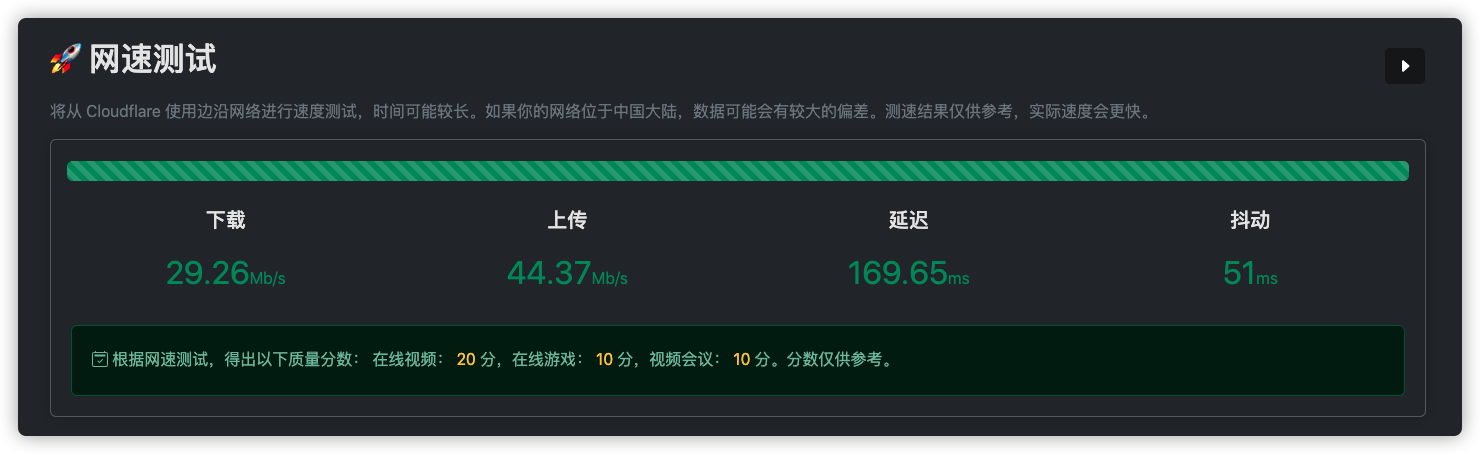 🚀 网速测试
将从 Cloudflare 使用边沿网络进行速度测试，时间可能较长。如果你的网络位于中国大陆，数据可能会有较大的偏差。测速结果仅供参考，实际速度会更快。
下载 上传 延迟 抖动
29.26Mb/s 44.37Mb/s 169.65ms 51ms
根据网速测试，得出以下质量分数： 在线视频： 20 分，在线游戏： 10 分，视频会议： 10 分。分数仅供参考。